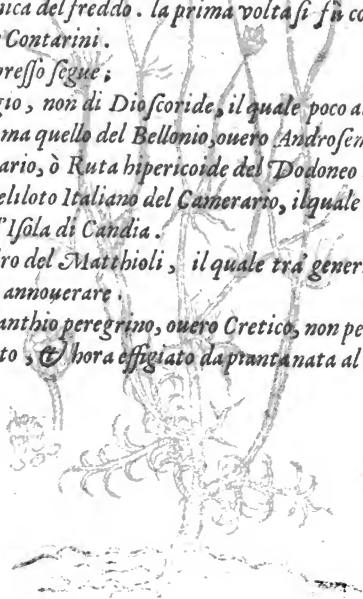 nica del freddo. la prima volta ſi fù co
Contarini.
preſſo ſegue;
gio, non di Dioſcoride, il quale poco a
ma quello del Bellonio, ouero Androſem
ario, ò Ruta hipericoide del Dodoneo
eliloto Italiano del Camerario, ilquale
l'Iſola di Candia.
ro del Matthioli, il quale trà gener
annouerare.
anthio peregrino, ouero Cretico, non pe
to, & hora effigiato da pianta nata al